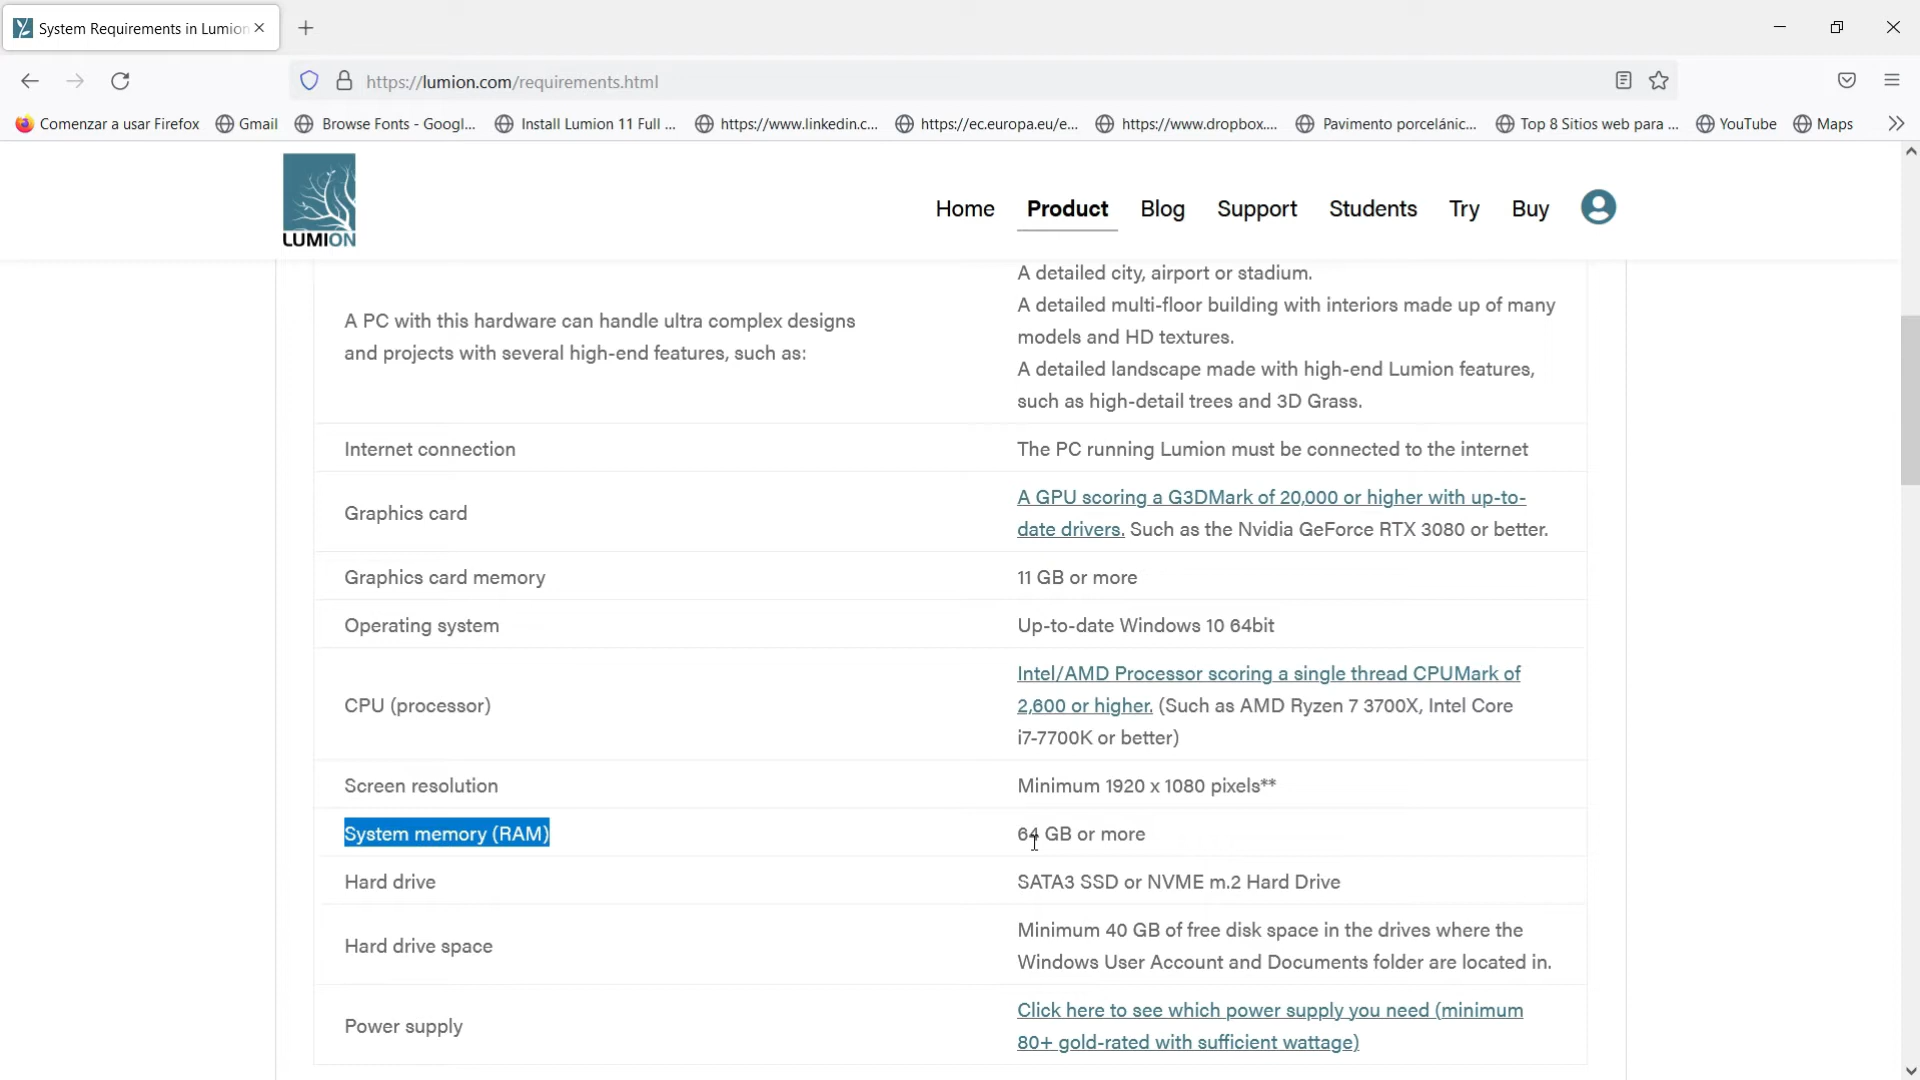 System Requirements in Lumion
https://lumion.com/requirements.html
Comenzar a usar Firefox
Gmail
Browse Fonts - Googl...
Install Lumion 11 Full ...
https://www.linkedin.c...
https://ec.europa.eu/e...
https://www.dropbox....
Pavimento porcelánic...
Top 8 Sitios web para ...
YouTube
Maps
LUMION
Home
Product
Blog
Support
Students
Try
Buy
A PC with this hardware can handle ultra complex designs
and projects with several high-end features, such as:
A detailed city, airport or stadium.
A detailed multi-floor building with interiors made up of many
models and HD textures.
A detailed landscape made with high-end Lumion features,
such as high-detail trees and 3D Grass.
Internet connection
The PC running Lumion must be connected to the internet
Graphics card
A GPU scoring a G3DMark of 20,000 or higher with up-to-
date drivers. Such as the Nvidia GeForce RTX 3080 or better.
Graphics card memory
11 GB or more
Operating system
Up-to-date Windows 10 64bit
CPU (processor)
Intel/AMD Processor scoring a single thread CPUMark of
2,600 or higher. (Such as AMD Ryzen 7 3700X, Intel Core
i7-7700K or better)
Screen resolution
Minimum 1920 x 1080 pixels**
System memory (RAM)
64 GB or more
Hard drive
SATA3 SSD or NVME m.2 Hard Drive
Hard drive space
Minimum 40 GB of free disk space in the drives where the
Windows User Account and Documents folder are located in.
Power supply
Click here to see which power supply you need (minimum
80+ gold-rated with sufficient wattage)